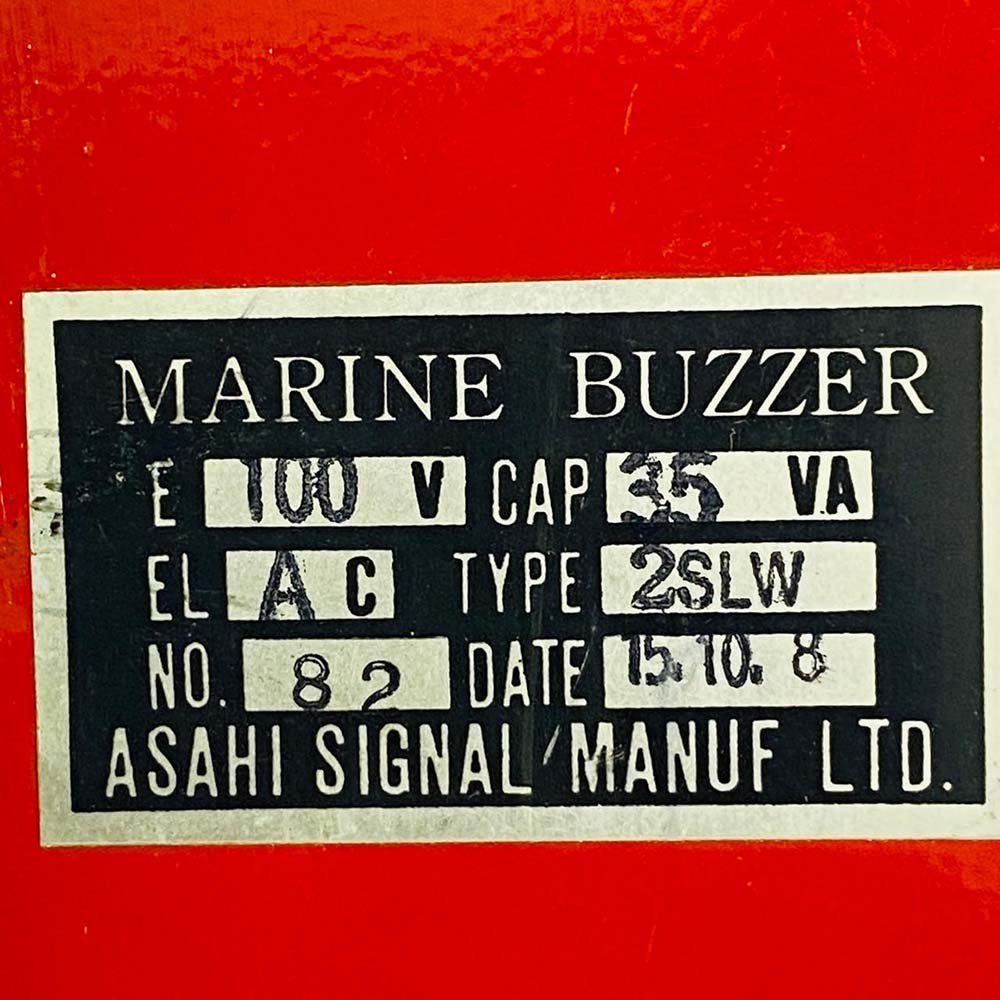 MARINE BUZZER
E 100 V CAP 35 VA
EL AC TYPE 2SLW
NO. 82 DATE 15.10.8
ASAHI SIGNAL MANUF LTD.